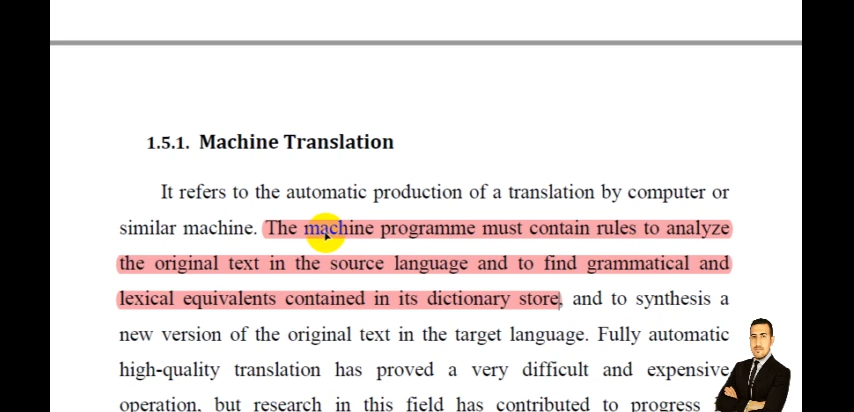 1.5.1. Machine Translation
It refers to the automatic production of a translation by computer or
similar machine. The machine programme must contain rules to analyze
the original text in the source language and to find grammatical and
lexical equivalents contained in its dictionary store, and to synthesis a
new version of the original text in the target language. Fully automatic
high-quality translation has proved a very difficult and expensive
operation, but research in this field has contributed to progress